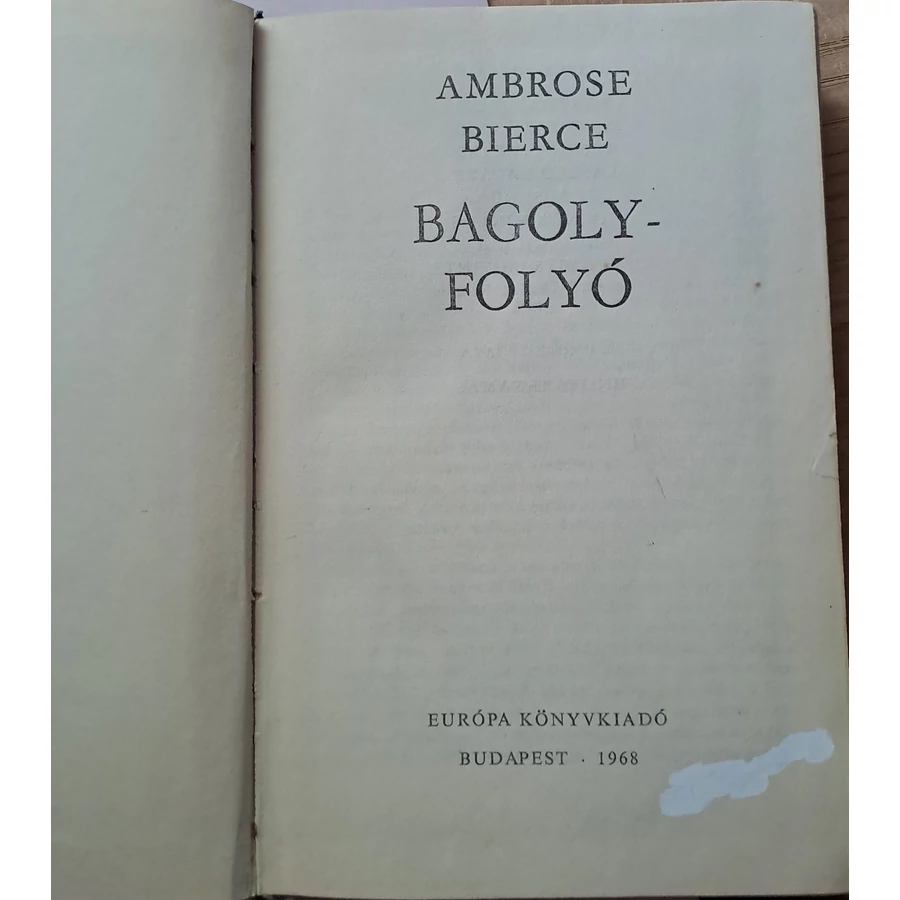 AMBROSE
BIERCE
BAGOLY-
FOLYÓ
EURÓPA KÖNYVKIADÓ
BUDAPEST · 1968